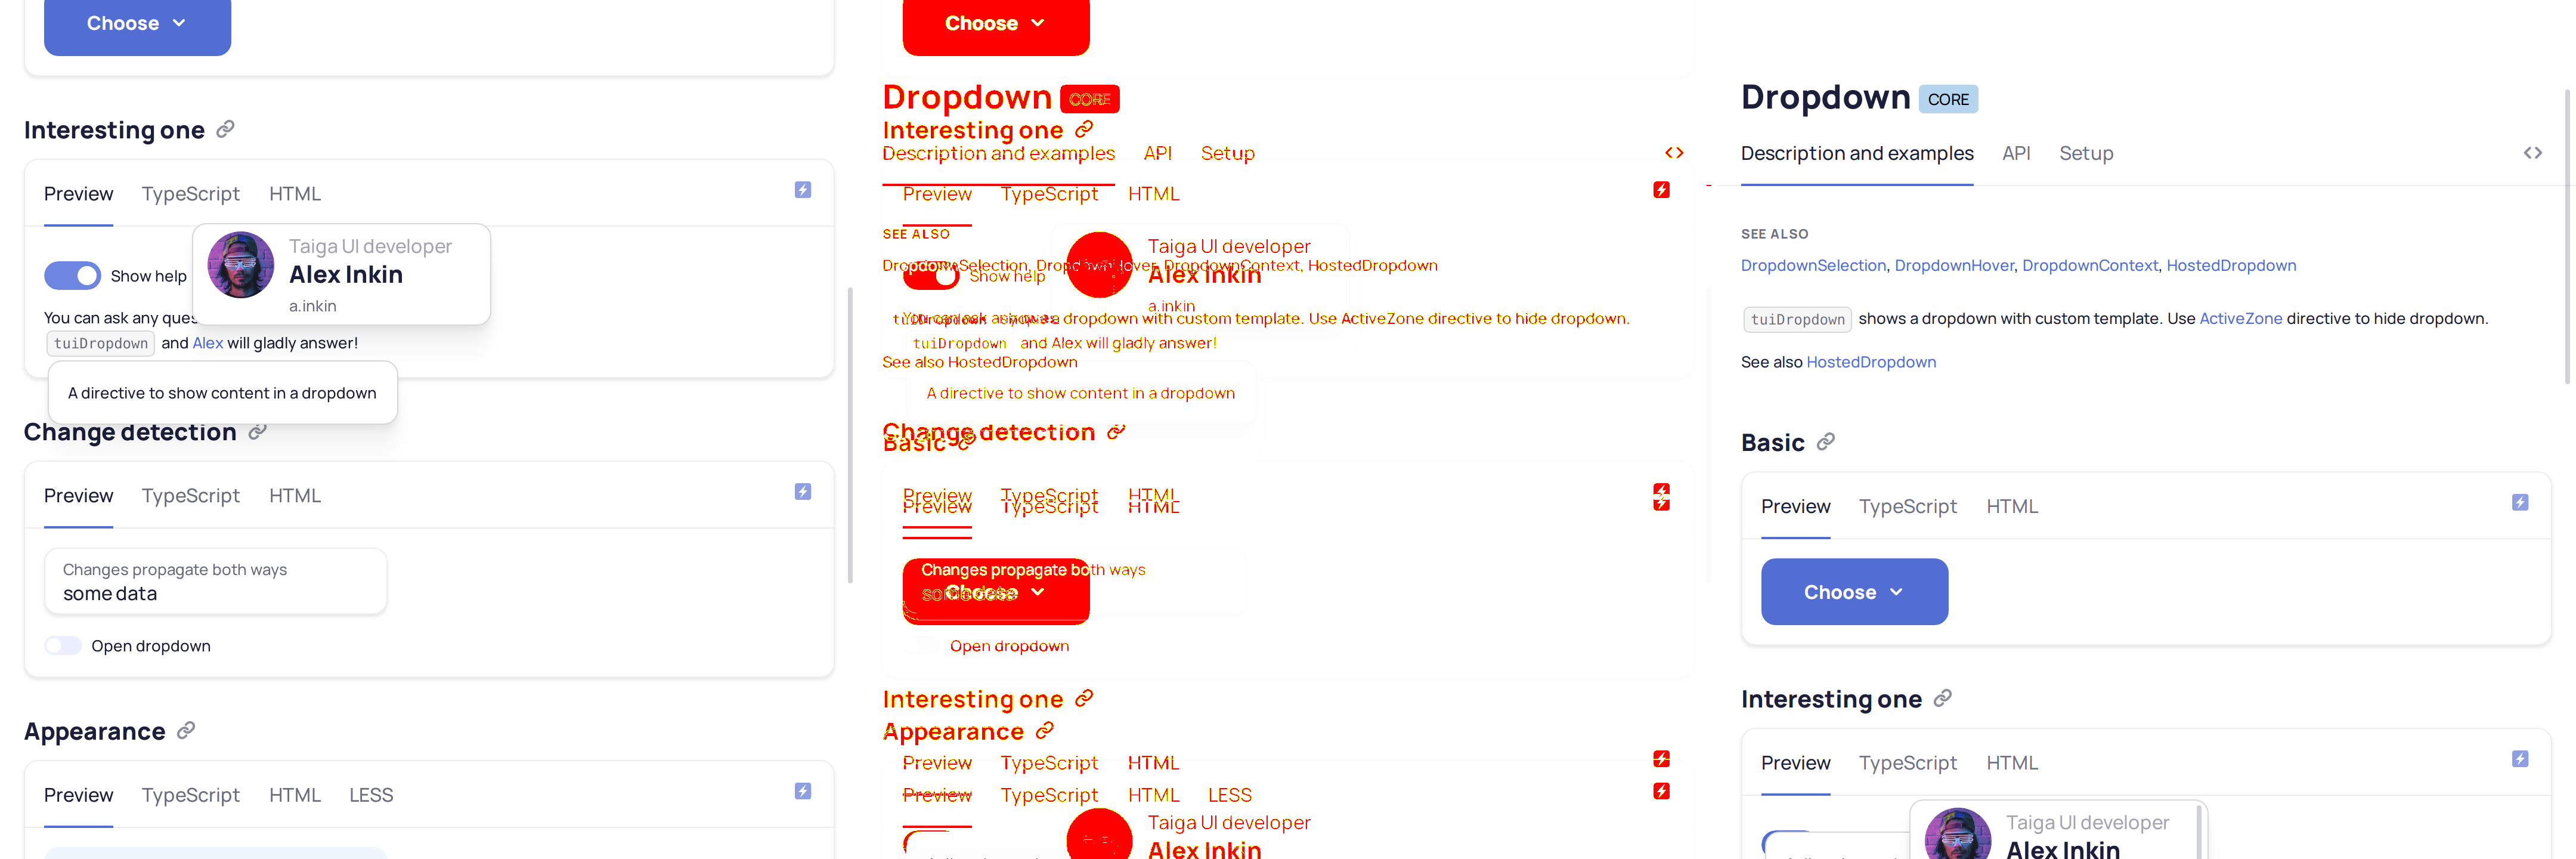 Choose
Interesting one
Preview TypeScript HTML
Taiga UI developer
Alex Inkin
a.inkin
Show help
You can ask any ques
tuiDropdown and Alex will gladly answer!
A directive to show content in a dropdown
Change detection
Preview TypeScript HTML
Changes propagate both ways
some data
Open dropdown
Appearance
Preview TypeScript HTML LESS
Choose
Dropdown CORE
Interesting one
Description and examples API Setup
Preview TypeScript HTML
SEE ALSO
Taiga UI developer
DropdownSelection, DropdownHover, DropdownContext, HostedDropdown
Alex Inkin
Show help
a.inkin
a dropdown with custom template. Use ActiveZone directive to hide dropdown.
tuiDropdown and Alex will gladly answer!
See also HostedDropdown
A directive to show content in a dropdown
Change detection
Basic
Preview TypeScript HTML
Preview TypeScript HTML
Changes propagate both ways
some data
Choose
Open dropdown
Interesting one
Appearance
Preview TypeScript HTML
Preview TypeScript HTML LESS
Taiga UI developer
Alex Inkin
Dropdown CORE
Description and examples API Setup
SEE ALSO
DropdownSelection, DropdownHover, DropdownContext, HostedDropdown
tuiDropdown shows a dropdown with custom template. Use ActiveZone directive to hide dropdown.
See also HostedDropdown
Basic
Preview TypeScript HTML
Choose
Interesting one
Preview TypeScript HTML
Taiga UI developer
Alex Inkin